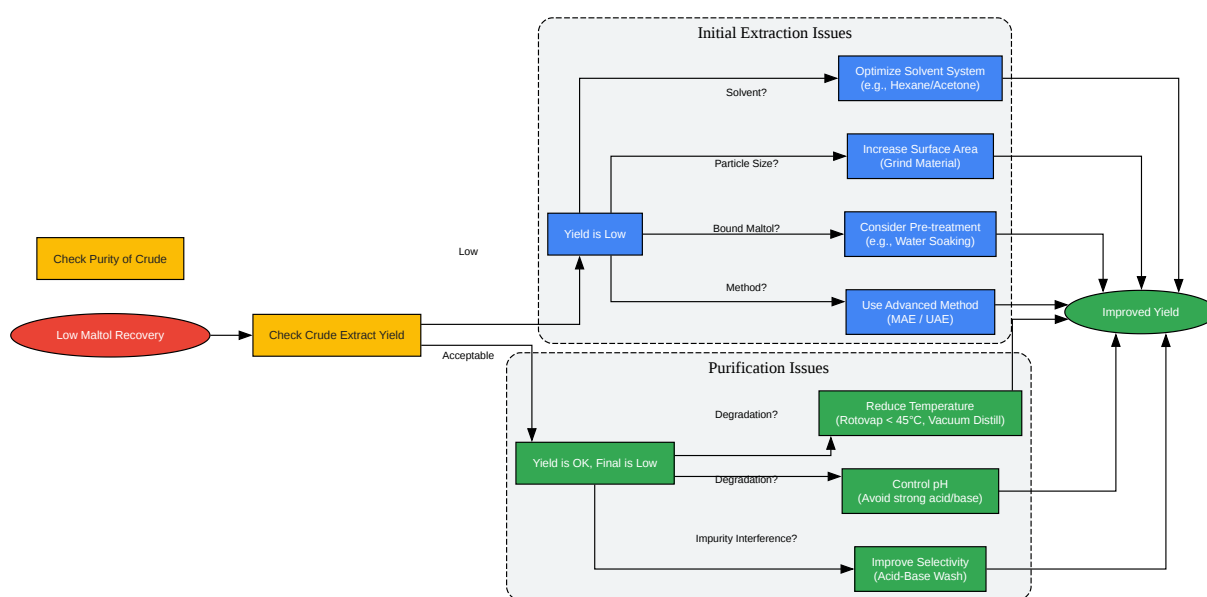 Initial Extraction Issues
Optimize Solvent System
(e.g., Hexane/Acetone)
Solvent?
Increase Surface Area
(Grind Material)
Particle Size?
Yield is Low
Bound Maltol?
Consider Pre-treatment
(e.g., Water Soaking)
Check Purity of Crude
Low
Method?
Use Advanced Method
(MAE / UAE)
Improved Yield
Low Maltol Recovery
Check Crude Extract Yield
Acceptable
Purification Issues
Reduce Temperature
(Rotovap < 45°C, Vacuum Distill)
Degradation?
Yield is OK, Final is Low
Degradation?
Control pH
(Avoid strong acid/base)
Impurity Interference?
Improve Selectivity
(Acid-Base Wash)